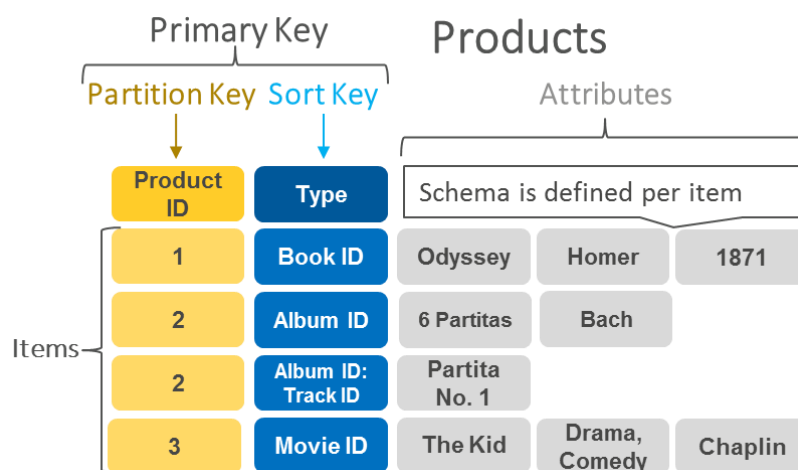 Primary Key
Products
Partition Key
Sort Key
Attributes
Product
ID
Type
Schema is defined per item
1
Book ID
Odyssey
Homer
1871
2
Album ID
6 Partitas
Bach
Items
2
Album ID:
Track ID
Partita
No. 1
3
Movie ID
The Kid
Drama,
Comedy
Chaplin